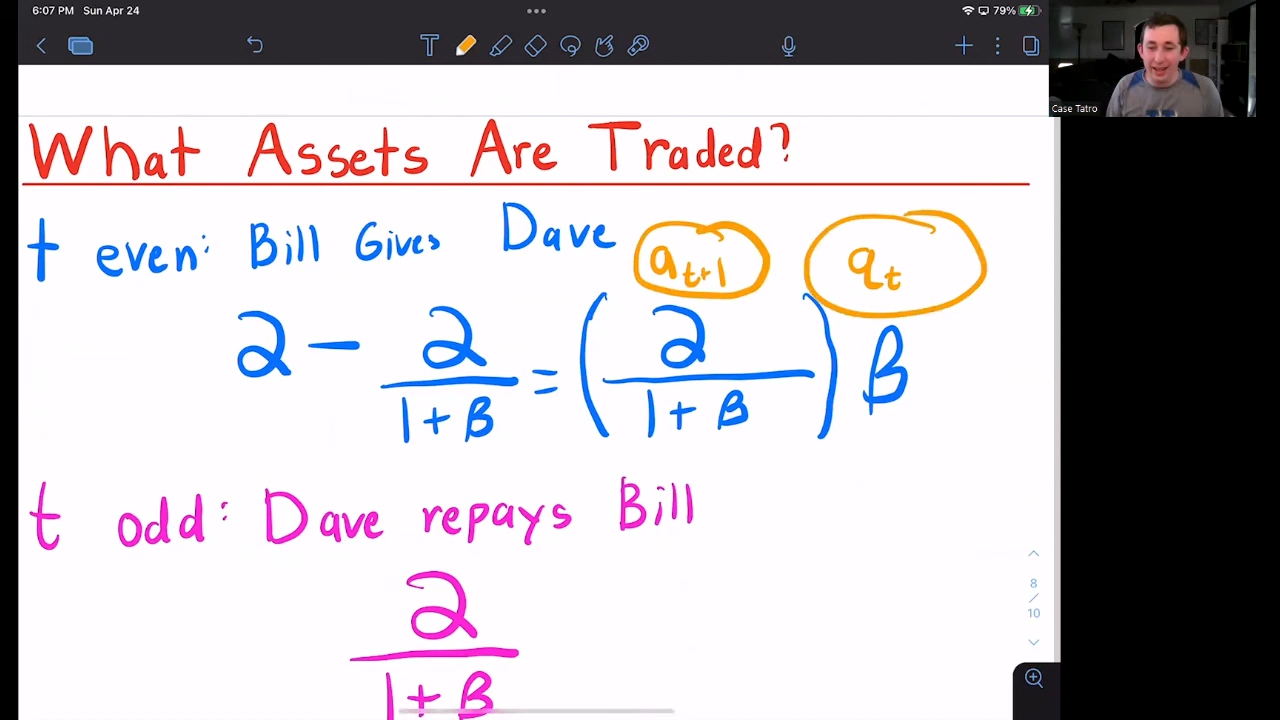 6:07 PM Sun Apr 24
79%
Case Tatro
What Assets Are Traded?
t even: Bill Gives Dave a_{t+1} q_t
2 - 2/(1+β) = (2/(1+β)) β
t odd: Dave repays Bill
2/(1+β)
8
/
10